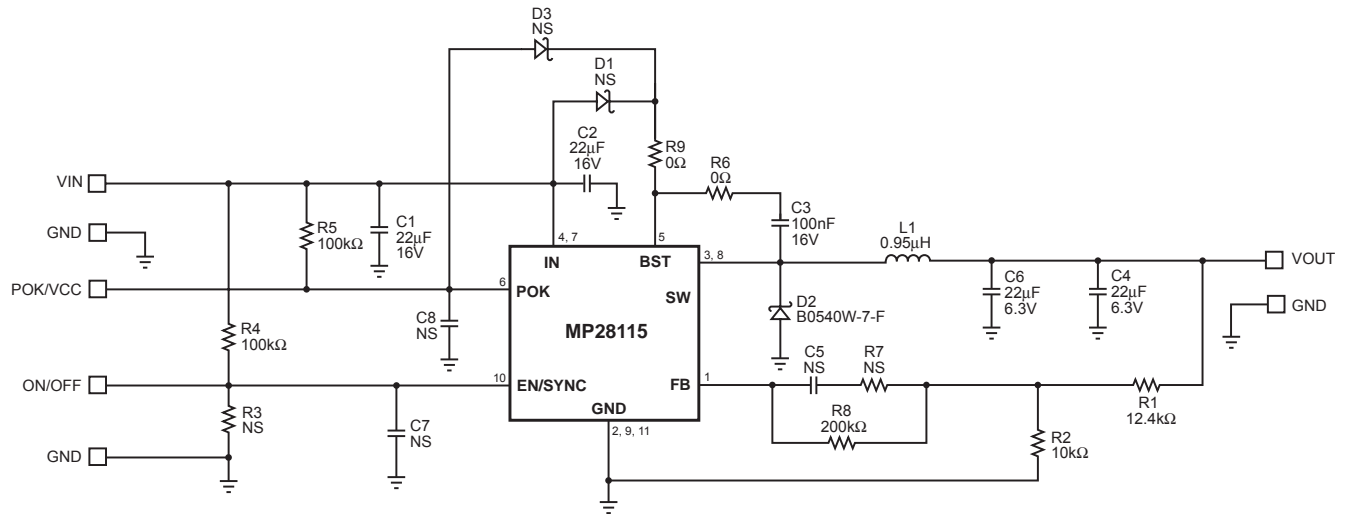 D3
NS
D1
NS
C2
22µF
16V
R9
0Ω
R6
0Ω
VIN
GND
R5
100kΩ
C1
22µF
16V
C3
100nF
16V
L1
0.95µH
4, 7
5
IN
BST
3, 8
VOUT
POK/VCC
6
POK
SW
C6
22µF
6.3V
C4
22µF
6.3V
GND
D2
B0540W-7-F
C8
NS
MP28115
R4
100kΩ
C5
NS
R7
NS
ON/OFF
10
EN/SYNC
FB
1
R1
12.4kΩ
GND
R3
NS
C7
NS
R8
200kΩ
R2
10kΩ
2, 9, 11
GND